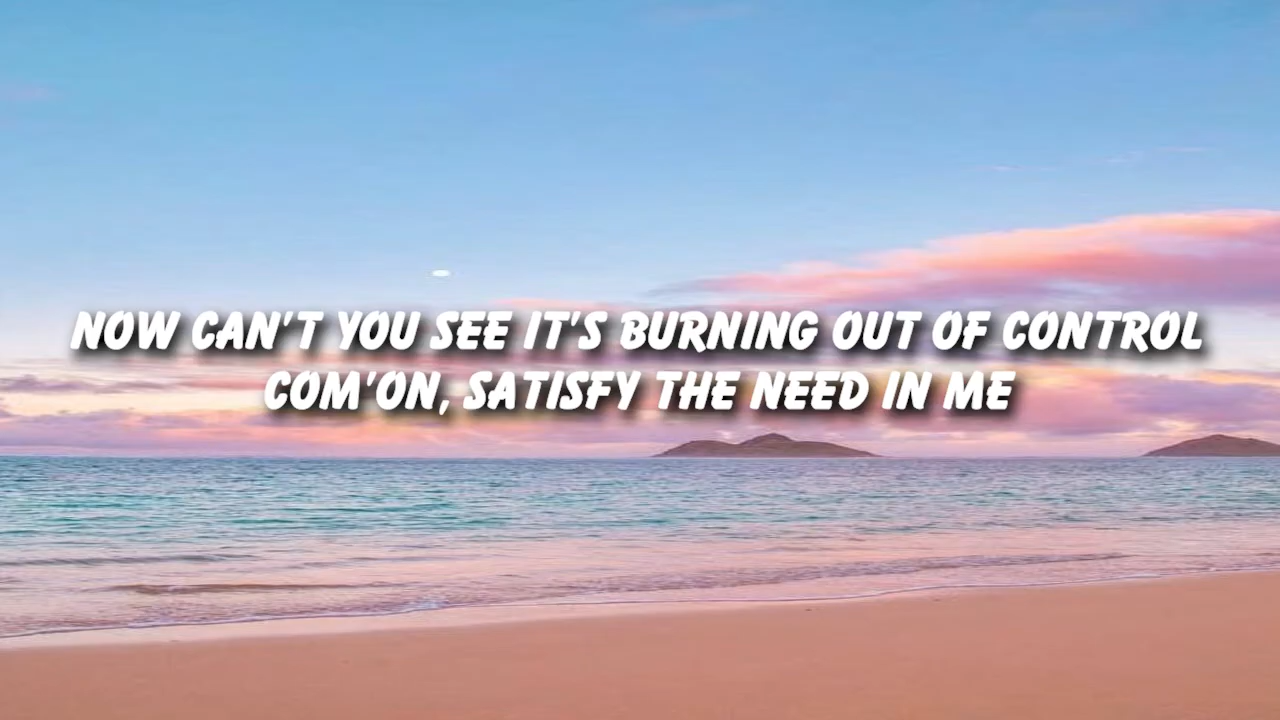 NOW CAN'T YOU SEE IT'S BURNING OUT OF CONTROL
COM'ON, SATISFY THE NEED IN ME